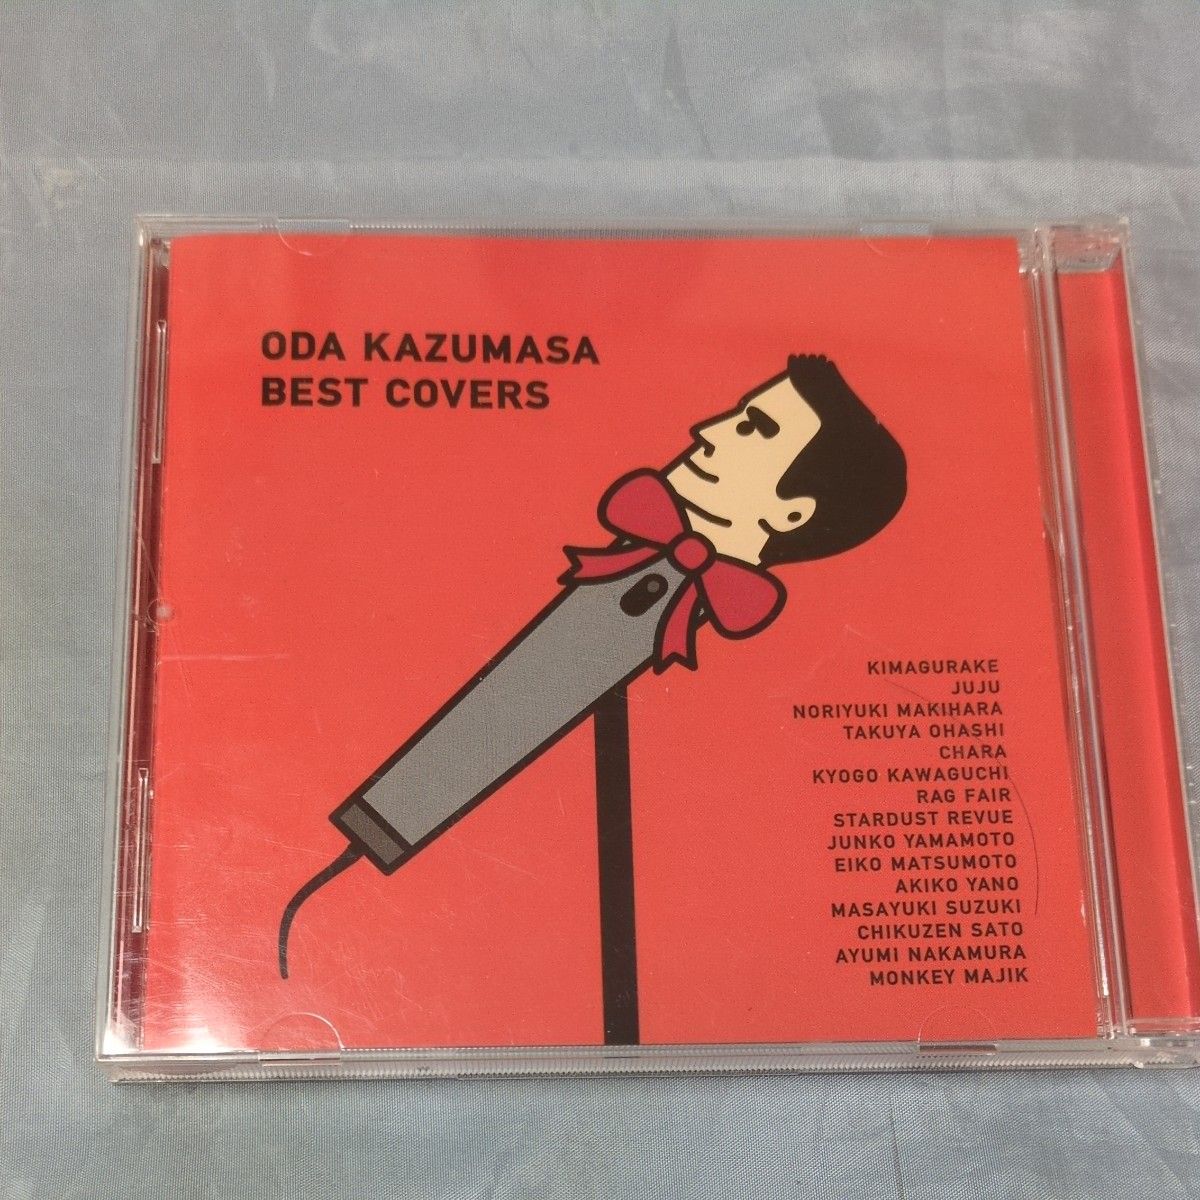 ODA KAZUMASA
BEST COVERS
KIMAGURAKE
JUJU
NORIYUKI MAKIHARA
TAKUYA OHASHI
CHARA
KYOGO KAWAGUCHI
RAG FAIR
STARDUST REVUE
JUNKO YAMAMOTO
EIKO MATSUMOTO
AKIKO YANO
MASAYUKI SUZUKI
CHIKUZEN SATO
AYUMI NAKAMURA
MONKEY MAJIK